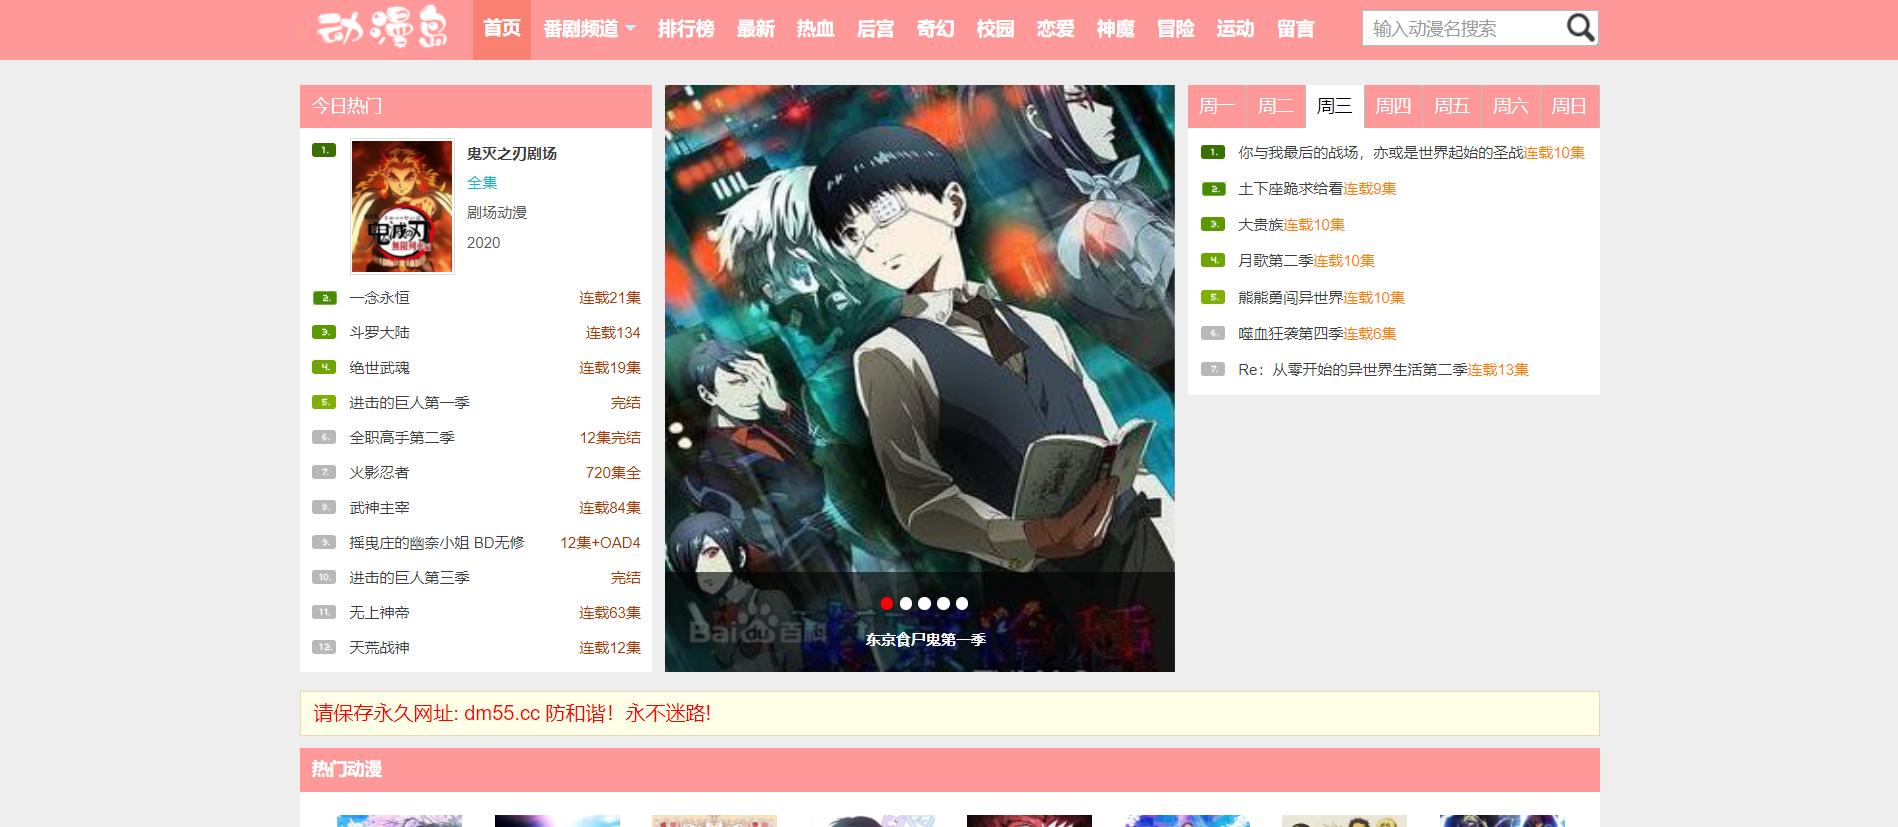 动漫岛
首页 番剧频道 排行榜 最新 热血 后宫 奇幻 校园 恋爱 神魔 冒险 运动 留言
输入动漫名搜索
今日热门
1. 鬼灭之刃剧场
全集
剧场动漫
2020
鬼滅の刃
無限列車編
2. 一念永恒 连载21集
3. 斗罗大陆 连载134
4. 绝世武魂 连载19集
5. 进击的巨人第一季 完结
6. 全职高手第二季 12集完结
7. 火影忍者 720集全
8. 武神主宰 连载84集
9. 摇曳庄的幽奈小姐 BD无修 12集+OAD4
10. 进击的巨人第三季 完结
11. 无上神帝 连载63集
12. 天荒战神 连载12集
Baidu百科
东京食尸鬼第一季
周一 周二 周三 周四 周五 周六 周日
1. 你与我最后的战场，亦或是世界起始的圣战连载10集
2. 土下座跪求给看连载9集
3. 大贵族连载10集
4. 月歌第二季连载10集
5. 熊熊勇闯异世界连载10集
6. 噬血狂袭第四季连载6集
7. Re：从零开始的异世界生活第二季连载13集
请保存永久网址: dm55.cc 防和谐！永不迷路!
热门动漫